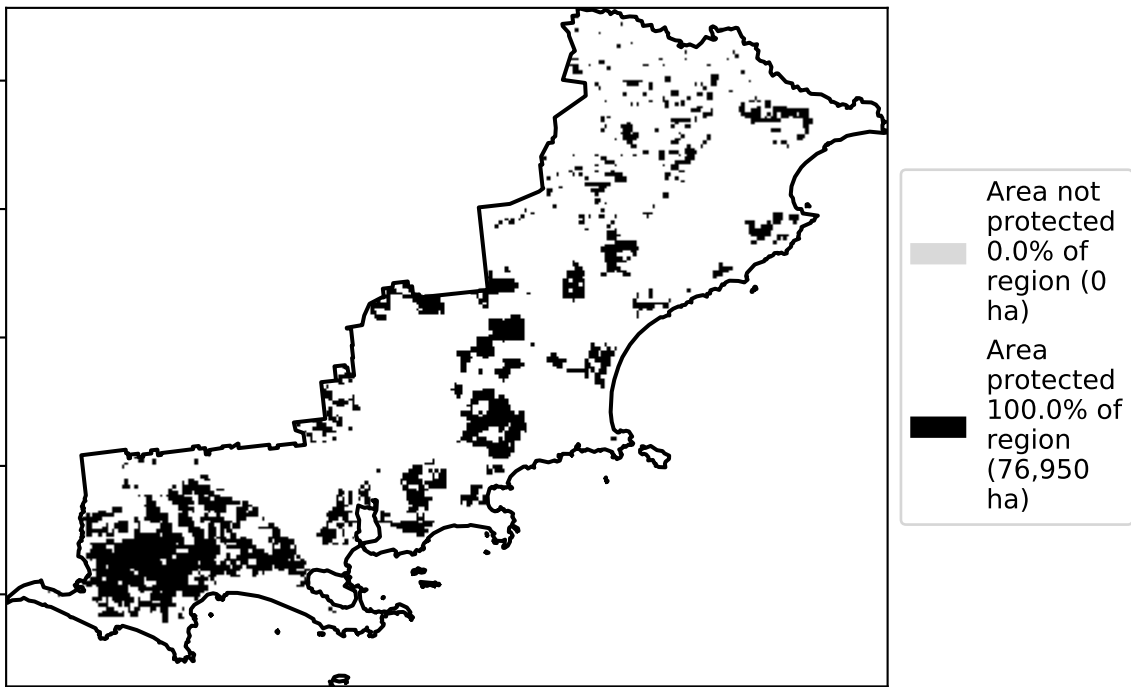 Area not
protected
0.0% of
region (0
ha)
Area
protected
100.0% of
region
(76,950
ha)